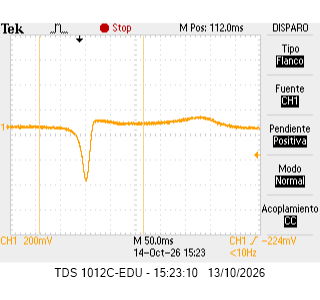 Tek Stop M Pos: 112.0ms DISPARO
Tipo
Flanco
Fuente
CH1
Pendiente
Positiva
Modo
Normal
Acoplamiento
CC
1
CH1 200mV M 50.0ms CH1 -224mV
14-Oct-26 15:23 <10Hz
TDS 1012C-EDU - 15:23:10 13/10/2026